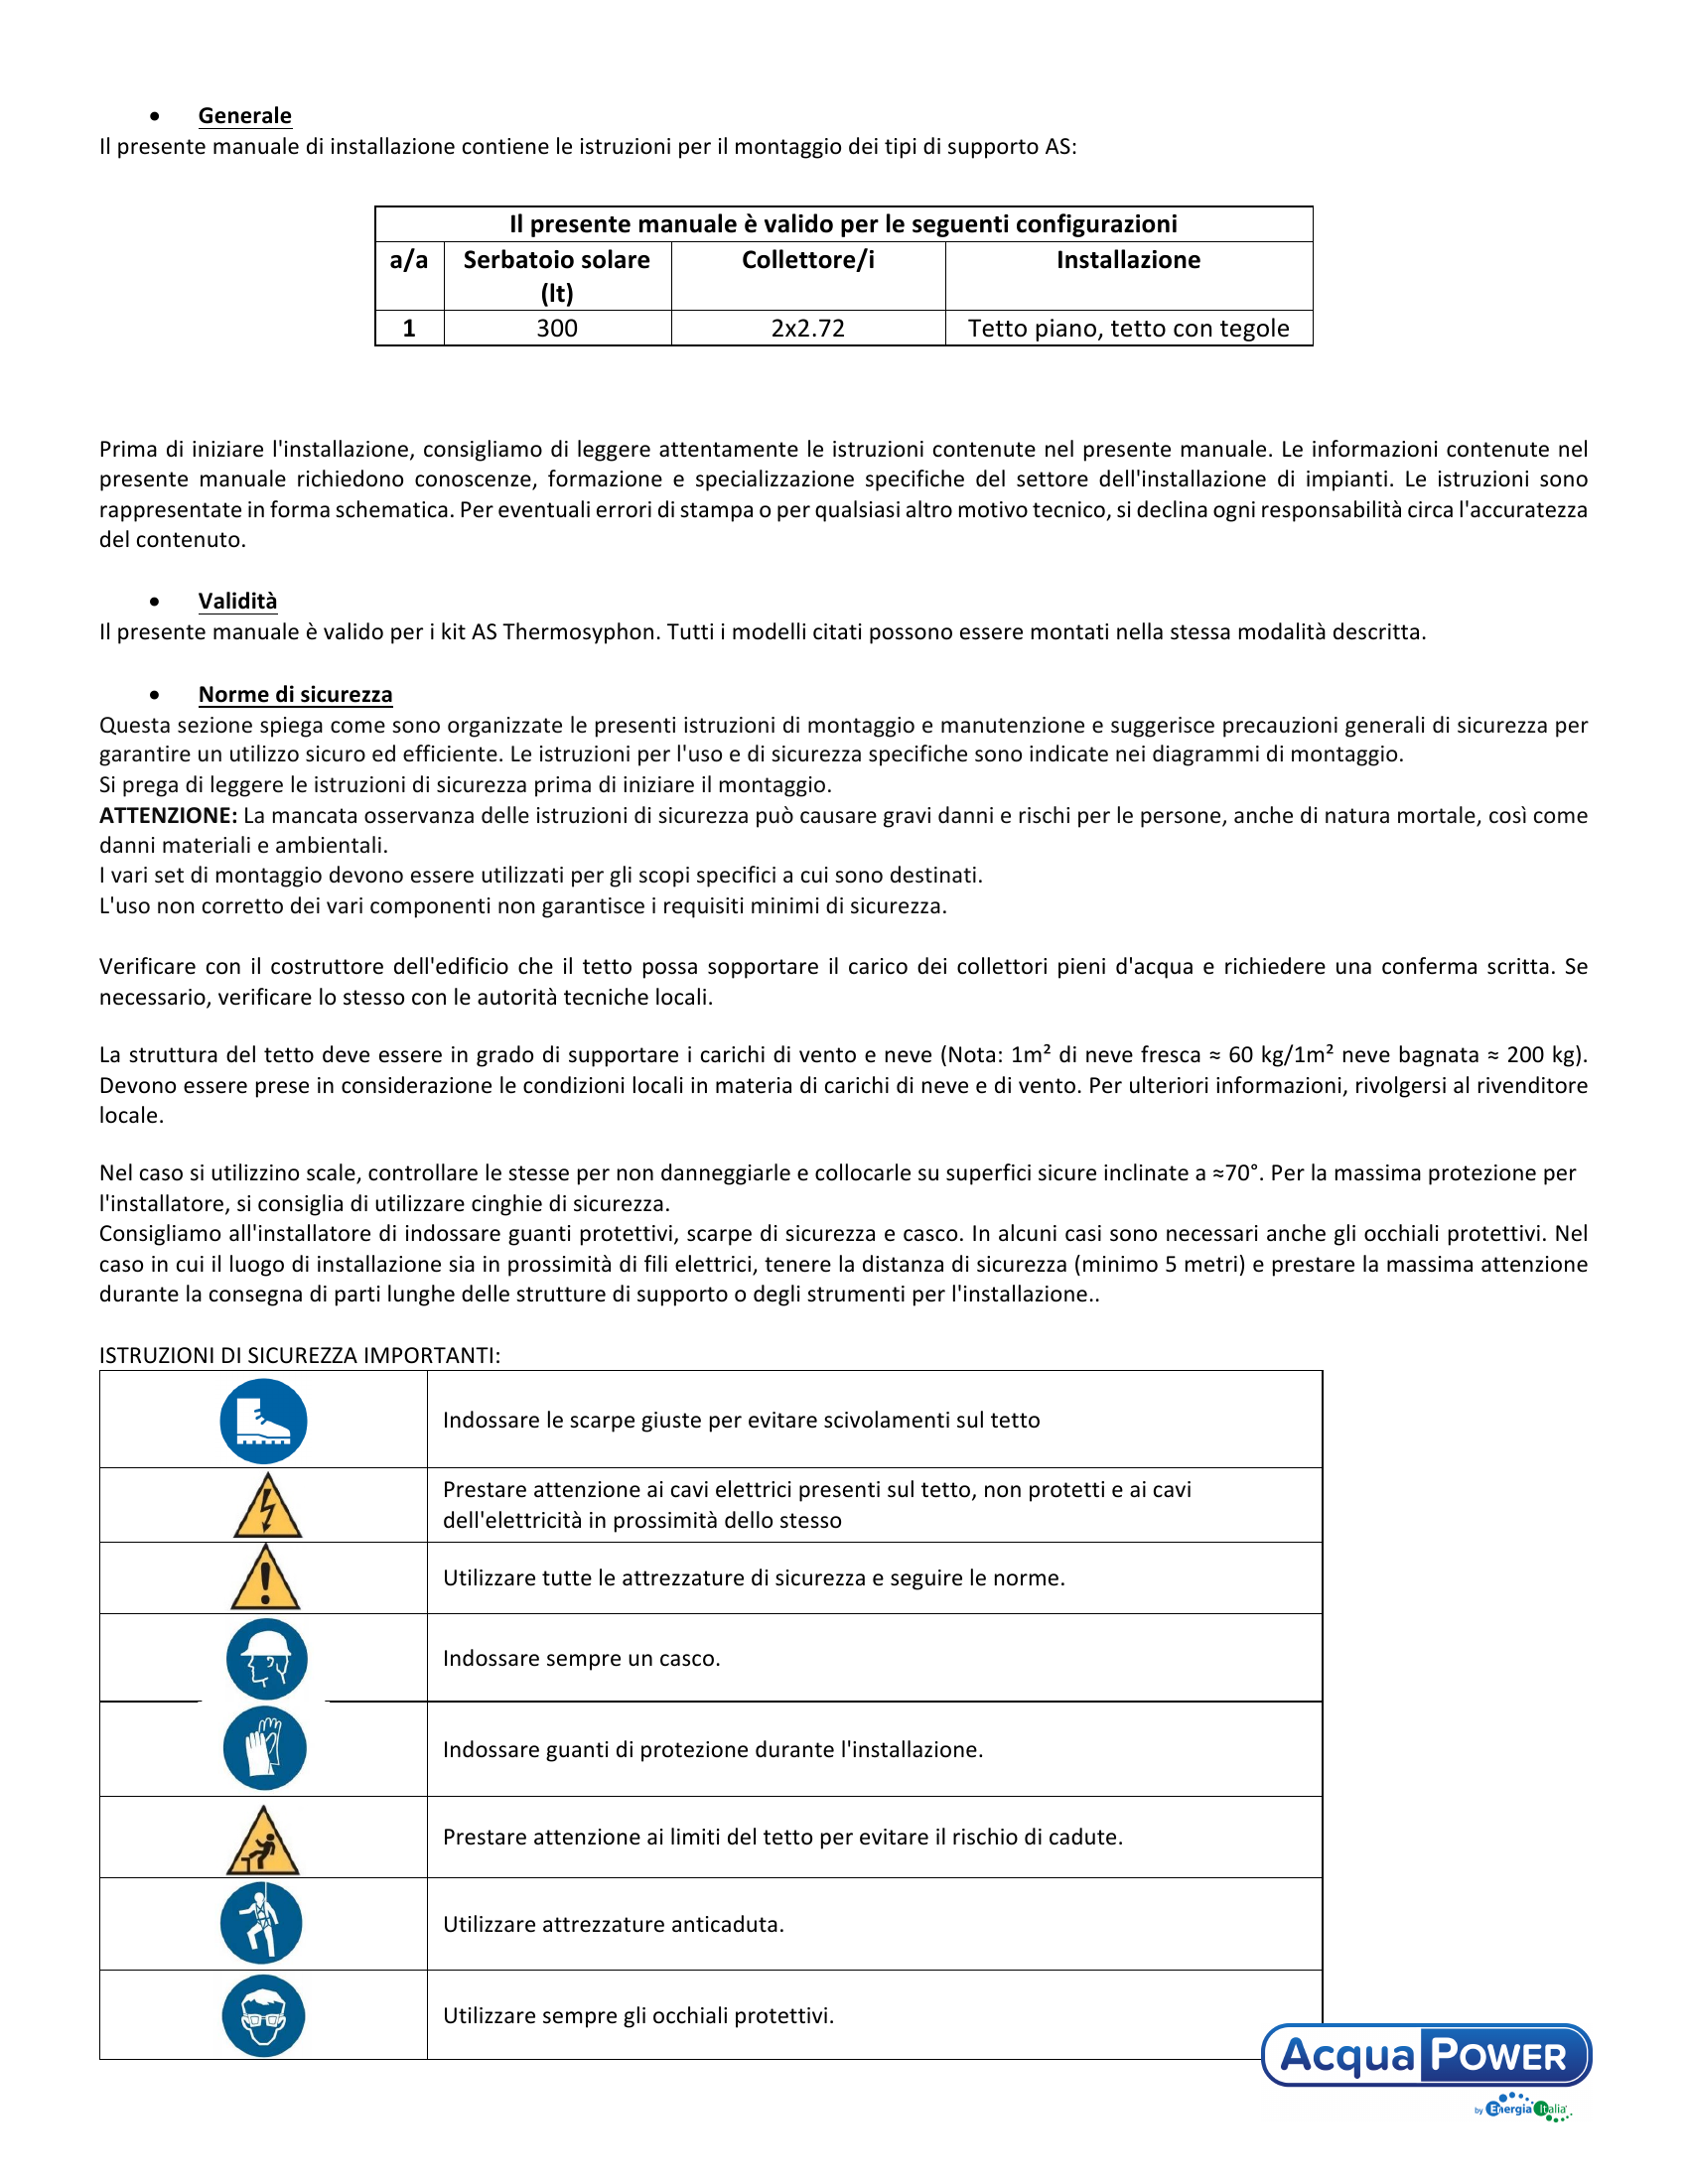 • Generale
Il presente manuale di installazione contiene le istruzioni per il montaggio dei tipi di supporto AS:
Il presente manuale è valido per le seguenti configurazioni
a/a Serbatoio solare (lt) Collettore/i Installazione
1 300 2x2.72 Tetto piano, tetto con tegole
Prima di iniziare l'installazione, consigliamo di leggere attentamente le istruzioni contenute nel presente manuale. Le informazioni contenute nel
presente manuale richiedono conoscenze, formazione e specializzazione specifiche del settore dell'installazione di impianti. Le istruzioni sono
rappresentate in forma schematica. Per eventuali errori di stampa o per qualsiasi altro motivo tecnico, si declina ogni responsabilità circa l'accuratezza
del contenuto.
• Validità
Il presente manuale è valido per i kit AS Thermosyphon. Tutti i modelli citati possono essere montati nella stessa modalità descritta.
• Norme di sicurezza
Questa sezione spiega come sono organizzate le presenti istruzioni di montaggio e manutenzione e suggerisce precauzioni generali di sicurezza per
garantire un utilizzo sicuro ed efficiente. Le istruzioni per l'uso e di sicurezza specifiche sono indicate nei diagrammi di montaggio.
Si prega di leggere le istruzioni di sicurezza prima di iniziare il montaggio.
ATTENZIONE: La mancata osservanza delle istruzioni di sicurezza può causare gravi danni e rischi per le persone, anche di natura mortale, così come
danni materiali e ambientali.
I vari set di montaggio devono essere utilizzati per gli scopi specifici a cui sono destinati.
L'uso non corretto dei vari componenti non garantisce i requisiti minimi di sicurezza.
Verificare con il costruttore dell'edificio che il tetto possa sopportare il carico dei collettori pieni d'acqua e richiedere una conferma scritta. Se
necessario, verificare lo stesso con le autorità tecniche locali.
La struttura del tetto deve essere in grado di supportare i carichi di vento e neve (Nota: 1m² di neve fresca ≈ 60 kg/1m² neve bagnata ≈ 200 kg).
Devono essere prese in considerazione le condizioni locali in materia di carichi di neve e di vento. Per ulteriori informazioni, rivolgersi al rivenditore
locale.
Nel caso si utilizzino scale, controllare le stesse per non danneggiarle e collocarle su superfici sicure inclinate a ≈70°. Per la massima protezione per
l'installatore, si consiglia di utilizzare cinghie di sicurezza.
Consigliamo all'installatore di indossare guanti protettivi, scarpe di sicurezza e casco. In alcuni casi sono necessari anche gli occhiali protettivi. Nel
caso in cui il luogo di installazione sia in prossimità di fili elettrici, tenere la distanza di sicurezza (minimo 5 metri) e prestare la massima attenzione
durante la consegna di parti lunghe delle strutture di supporto o degli strumenti per l'installazione..
ISTRUZIONI DI SICUREZZA IMPORTANTI:
Indossare le scarpe giuste per evitare scivolamenti sul tetto
Prestare attenzione ai cavi elettrici presenti sul tetto, non protetti e ai cavi
dell'elettricità in prossimità dello stesso
Utilizzare tutte le attrezzature di sicurezza e seguire le norme.
Indossare sempre un casco.
Indossare guanti di protezione durante l'installazione.
Prestare attenzione ai limiti del tetto per evitare il rischio di cadute.
Utilizzare attrezzature anticaduta.
Utilizzare sempre gli occhiali protettivi.
Acqua POWER
by Energia Italia